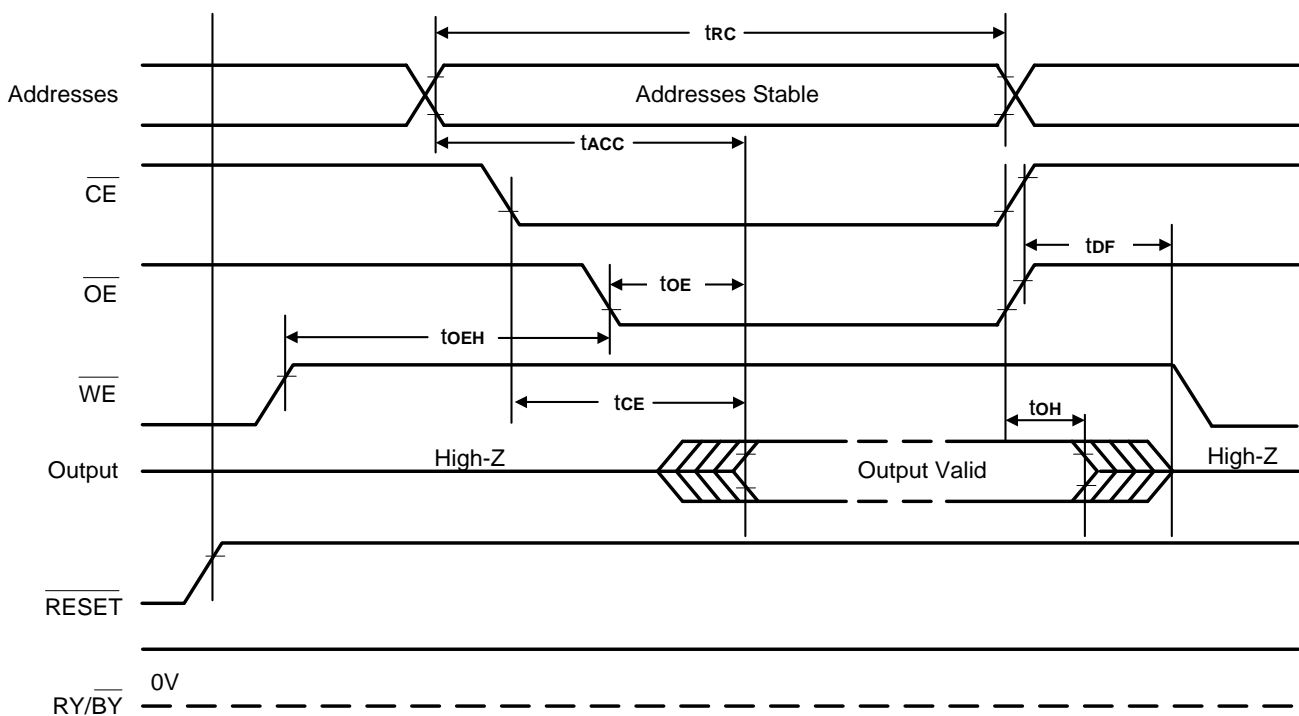 tRC
Addresses
Addresses Stable
tACC
CE
tDF
OE
tOE
tOEH
WE
tCE
tOH
Output
High-Z
Output Valid
High-Z
RESET
0V
RY/BY